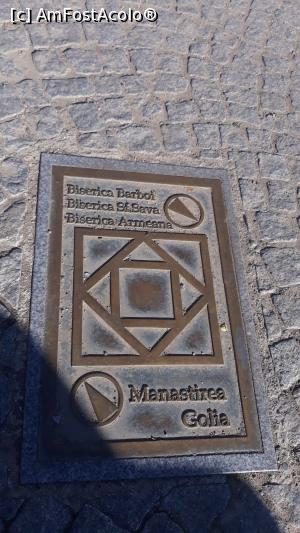 [c] AmFostAcolo®
Biserica Barboi
Biserica Sf.Sava
Biserica Armeana
Manastirea
Golia